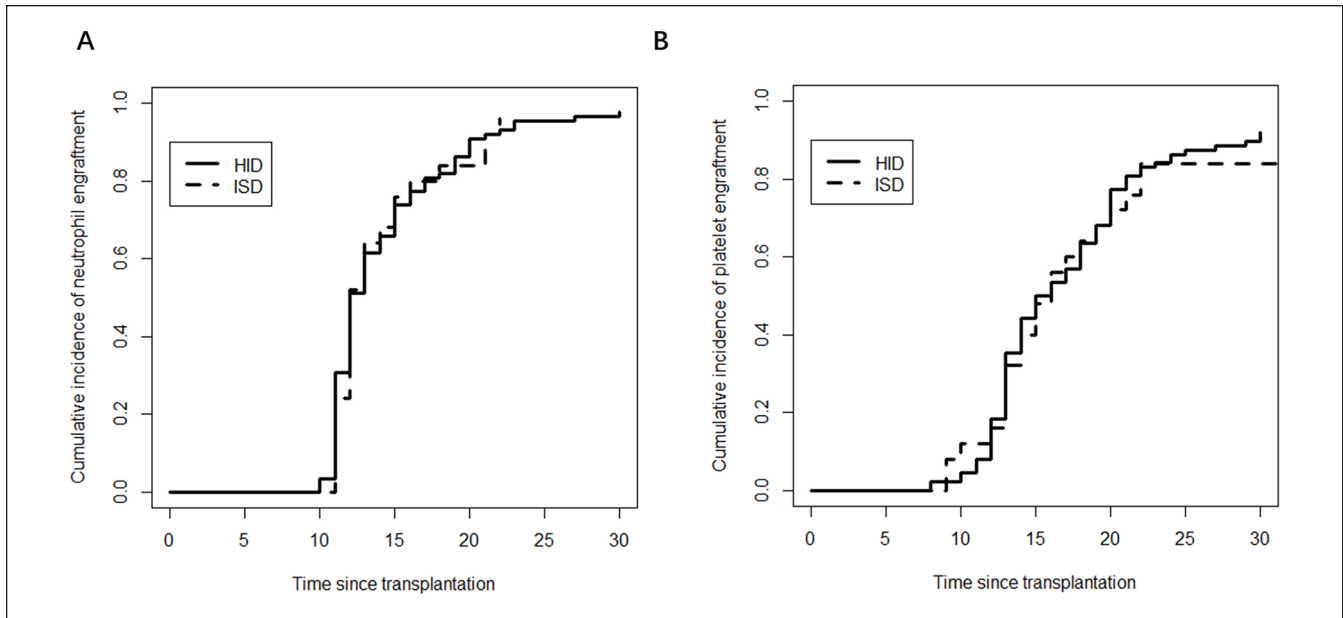 A
Cumulative incidence of neutrophil engraftment
1.0
0.8
0.6
0.4
0.2
0.0
HID
ISD
0 5 10 15 20 25 30
Time since transplantation
B
Cumulative incidence of platelet engraftment
1.0
0.8
0.6
0.4
0.2
0.0
HID
ISD
0 5 10 15 20 25 30
Time since transplantation